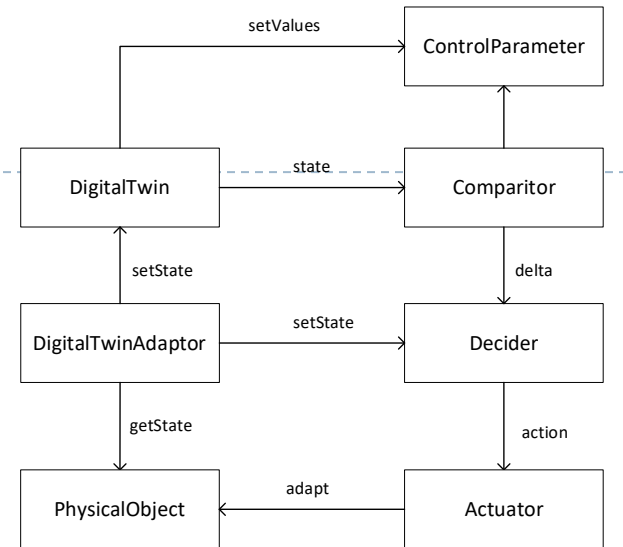 setValues
ControlParameter
DigitalTwin
state
Comparitor
setState
delta
DigitalTwinAdaptor
setState
Decider
getState
action
PhysicalObject
adapt
Actuator